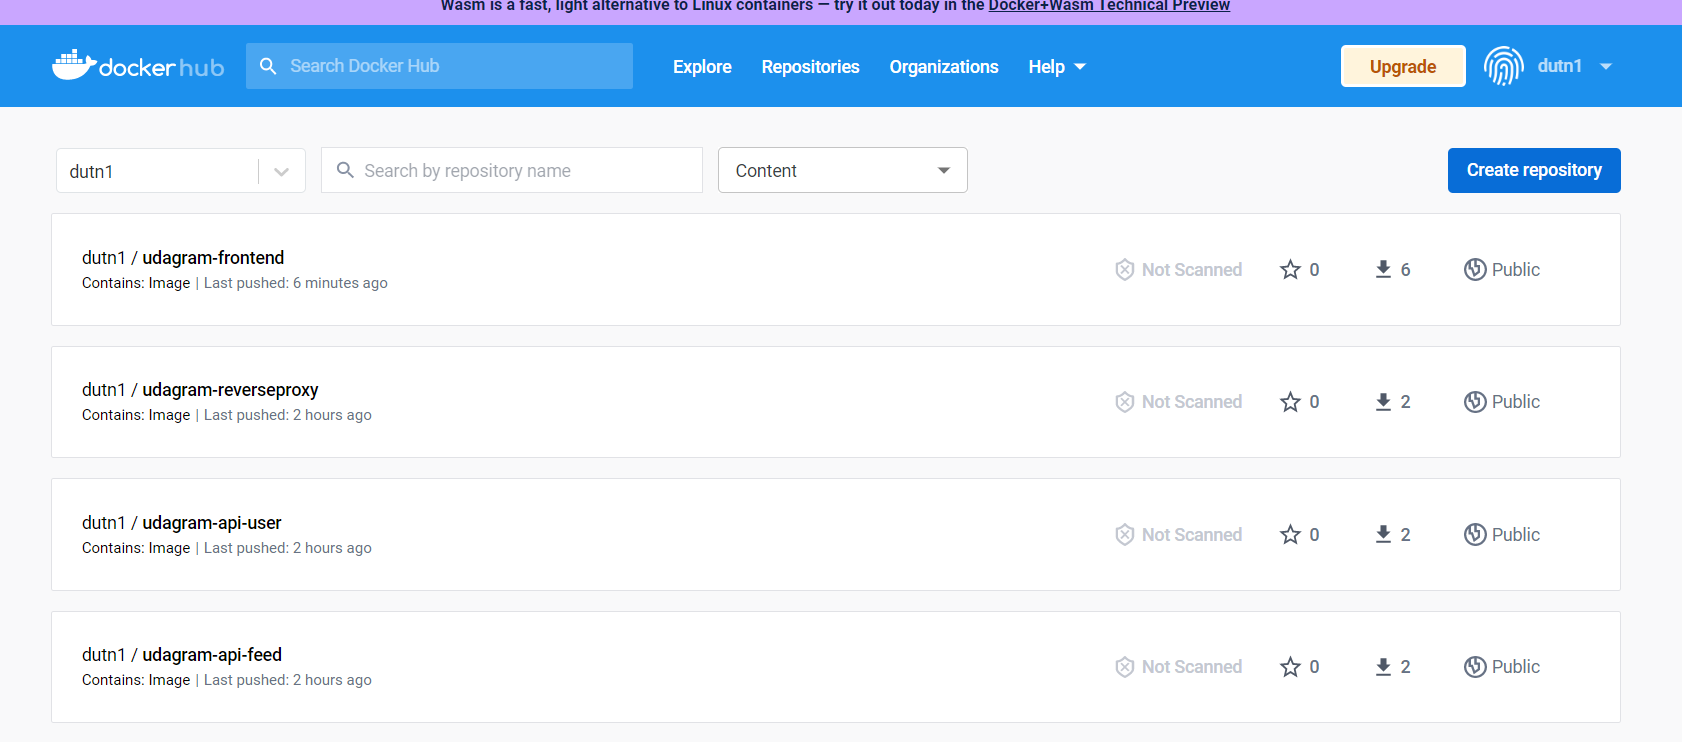 Wasm is a fast, light alternative to Linux containers — try it out today in the Docker+Wasm Technical Preview
docker hub
Search Docker Hub
Explore
Repositories
Organizations
Help
Upgrade
dutn1
dutn1
Search by repository name
Content
Create repository
dutn1 / udagram-frontend
Contains: Image | Last pushed: 6 minutes ago
Not Scanned
0
6
Public
dutn1 / udagram-reverseproxy
Contains: Image | Last pushed: 2 hours ago
Not Scanned
0
2
Public
dutn1 / udagram-api-user
Contains: Image | Last pushed: 2 hours ago
Not Scanned
0
2
Public
dutn1 / udagram-api-feed
Contains: Image | Last pushed: 2 hours ago
Not Scanned
0
2
Public